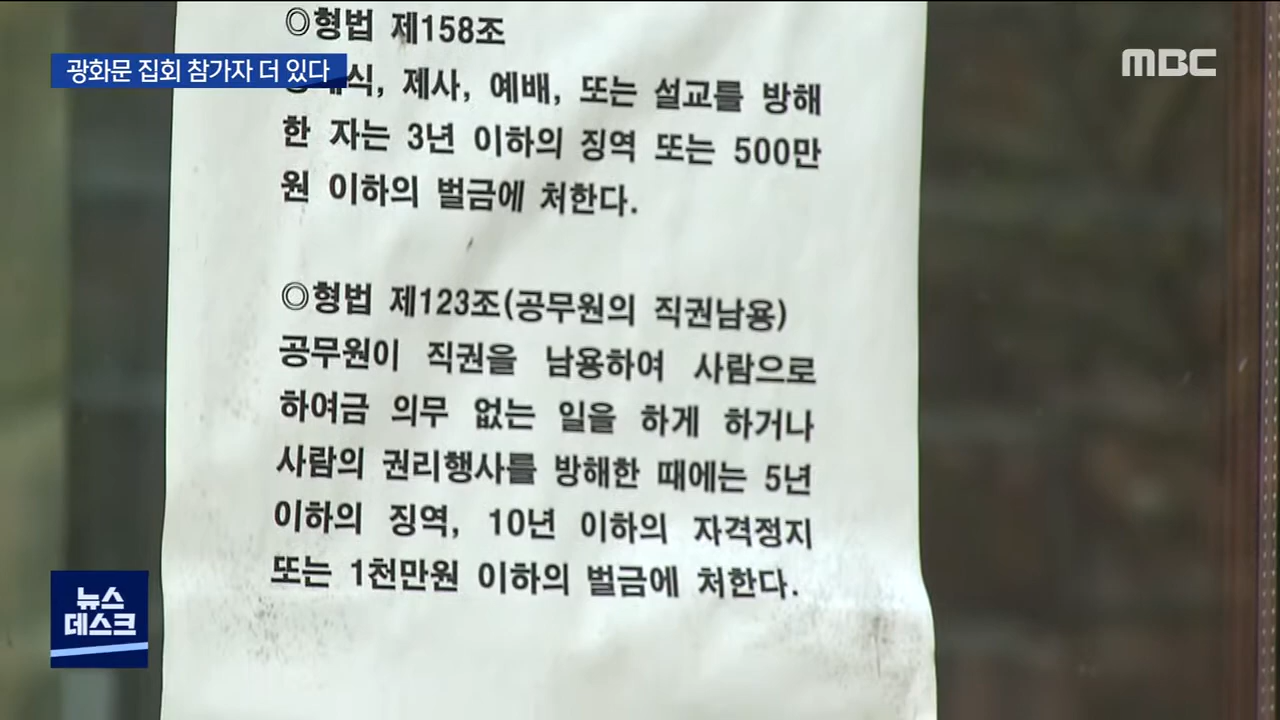 ◎형법 제158조
광화문 집회 참가자 더 있다
MBC
제사, 예배, 또는 설교를 방해
한 자는 3년 이하의 징역 또는 500만
원 이하의 벌금에 처한다.
◎형법 제123조(공무원의 직권남용)
공무원이 직권을 남용하여 사람으로
하여금 의무 없는 일을 하게 하거나
사람의 권리행사를 방해한 때에는 5년
이하의 징역, 10년 이하의 자격정지
또는 1천만원 이하의 벌금에 처한다.
뉴스
데스크